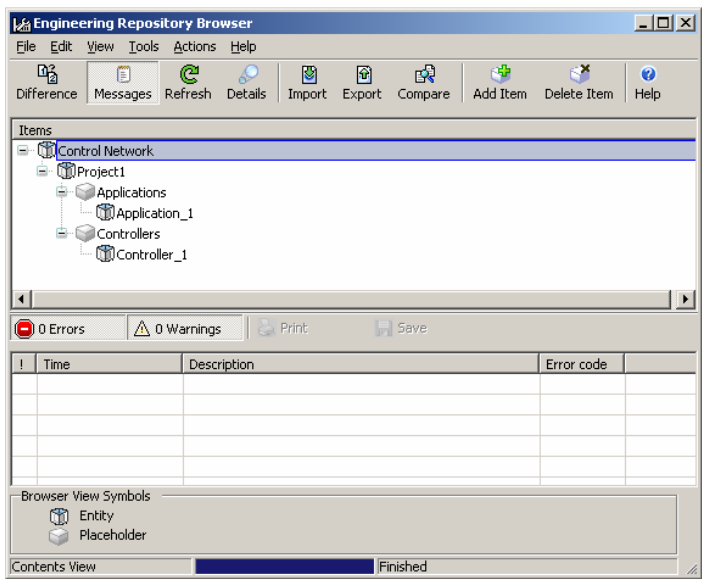 Engineering Repository Browser
File Edit View Tools Actions Help
Difference Messages Refresh Details Import Export Compare Add Item Delete Item Help
Items
Control Network
Project1
Applications
Application_1
Controllers
Controller_1
0 Errors 0 Warnings Print Save
! Time Description Error code
Browser View Symbols
Entity
Placeholder
Contents View Finished